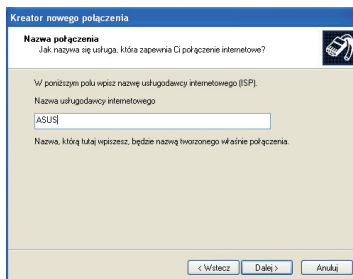 Kreator nowego połączenia
Nazwa połączenia
Jak nazywa się usługa, która zapewnia Ci połączenie internetowe?
W poniższym polu wpisz nazwę usługodawcy internetowego (ISP).
Nazwa usługodawcy internetowego
ASUS
Nazwa, którą tutaj wpiszesz, będzie nazwą tworzonego właśnie połączenia.
< Wstecz Dalej > Anuluj